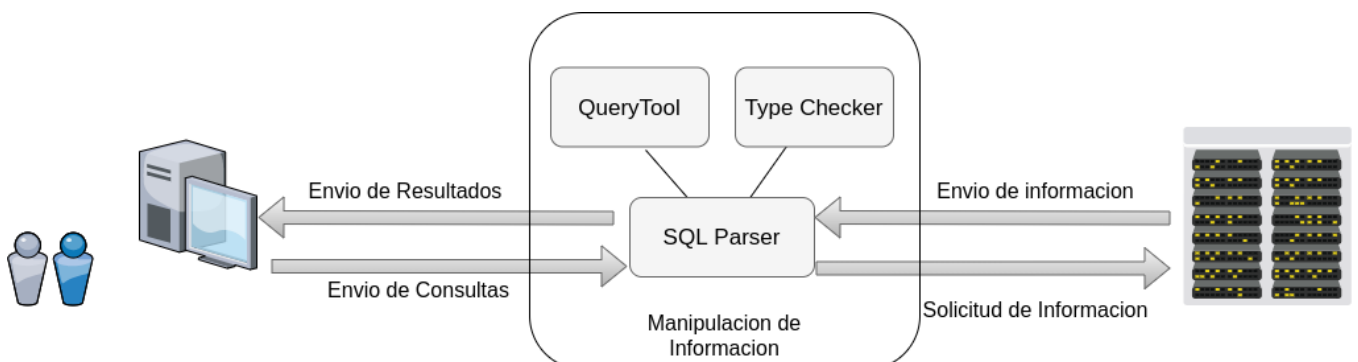 QueryTool
Type Checker
Envio de Resultados
Envio de informacion
SQL Parser
Envio de Consultas
Solicitud de Informacion
Manipulacion de
Informacion